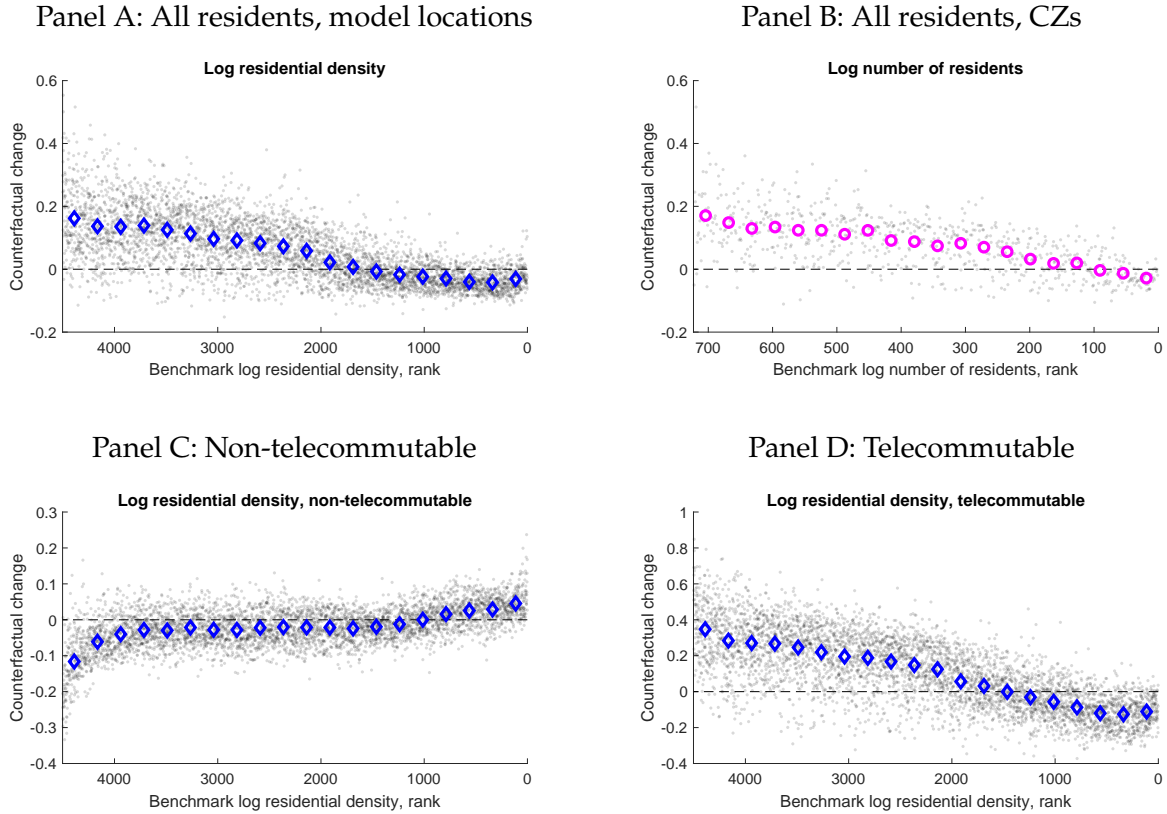 Panel A: All residents, model locations
Log residential density
0.6
0.4
0.2
0
-0.2
Counterfactual change
4000 3000 2000 1000 0
Benchmark log residential density, rank
Panel B: All residents, CZs
Log number of residents
0.6
0.4
0.2
0
-0.2
Counterfactual change
700 600 500 400 300 200 100 0
Benchmark log number of residents, rank
Panel C: Non-telecommutable
Log residential density, non-telecommutable
0.3
0.2
0.1
0
-0.1
-0.2
-0.3
-0.4
Counterfactual change
4000 3000 2000 1000 0
Benchmark log residential density, rank
Panel D: Telecommutable
Log residential density, telecommutable
1
0.8
0.6
0.4
0.2
0
-0.2
-0.4
Counterfactual change
4000 3000 2000 1000 0
Benchmark log residential density, rank